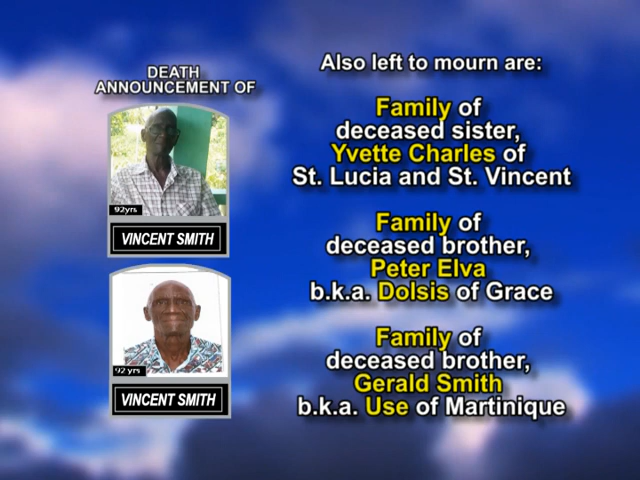 DEATH
ANNOUNCEMENT OF
92yrs
VINCENT SMITH
92 yrs
VINCENT SMITH
Also left to mourn are:
Family of
deceased sister,
Yvette Charles of
St. Lucia and St. Vincent
Family of
deceased brother,
Peter Elva
b.k.a. Dolsis of Grace
Family of
deceased brother,
Gerald Smith
b.k.a. Use of Martinique